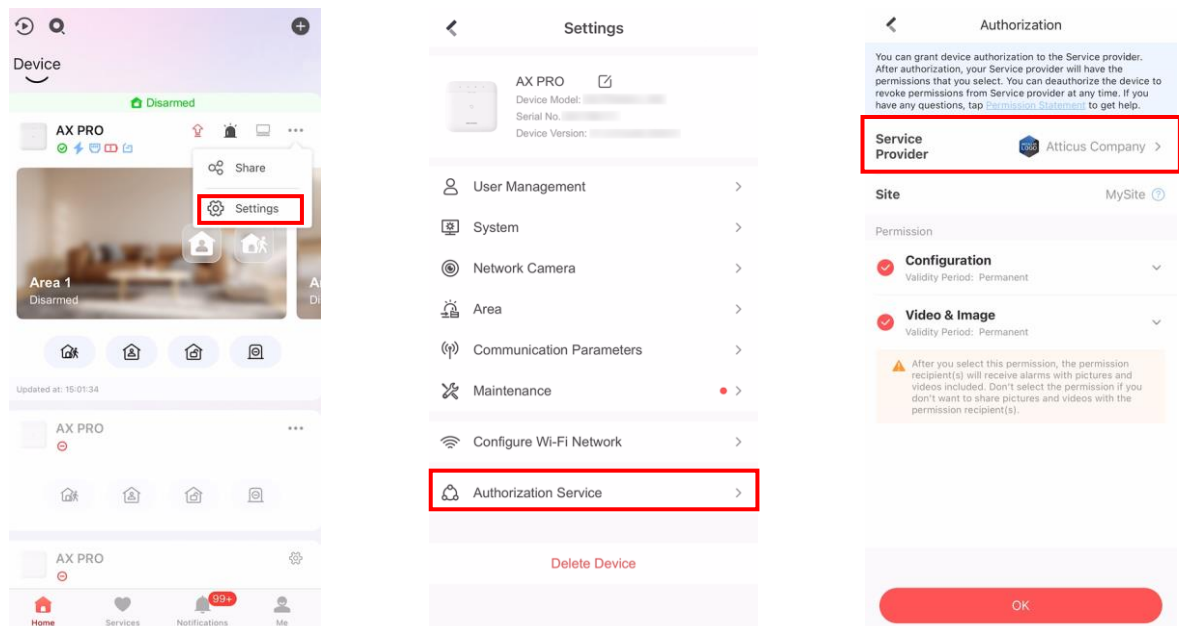 Device
Disarmed
AX PRO
Share
Settings
Area 1
Disarmed
A
Di
Updated at: 15:01:34
AX PRO
AX PRO
99+
Home
Services
Notifications
Me
Settings
AX PRO
Device Model:
Serial No.
Device Version:
User Management
System
Network Camera
Area
Communication Parameters
Maintenance
Configure Wi-Fi Network
Authorization Service
Delete Device
Authorization
You can grant device authorization to the Service provider.
After authorization, your Service provider will have the
permissions that you select. You can deauthorize the device to
revoke permissions from Service provider at any time. If you
have any questions, tap Permission Statement to get help.
Service
Provider
LOGO
Atticus Company
Site
MySite
Permission
Configuration
Validity Period: Permanent
Video & Image
Validity Period: Permanent
After you select this permission, the permission
recipient(s) will receive alarms with pictures and
videos included. Don't select the permission if you
don't want to share pictures and videos with the
permission recipient(s).
OK